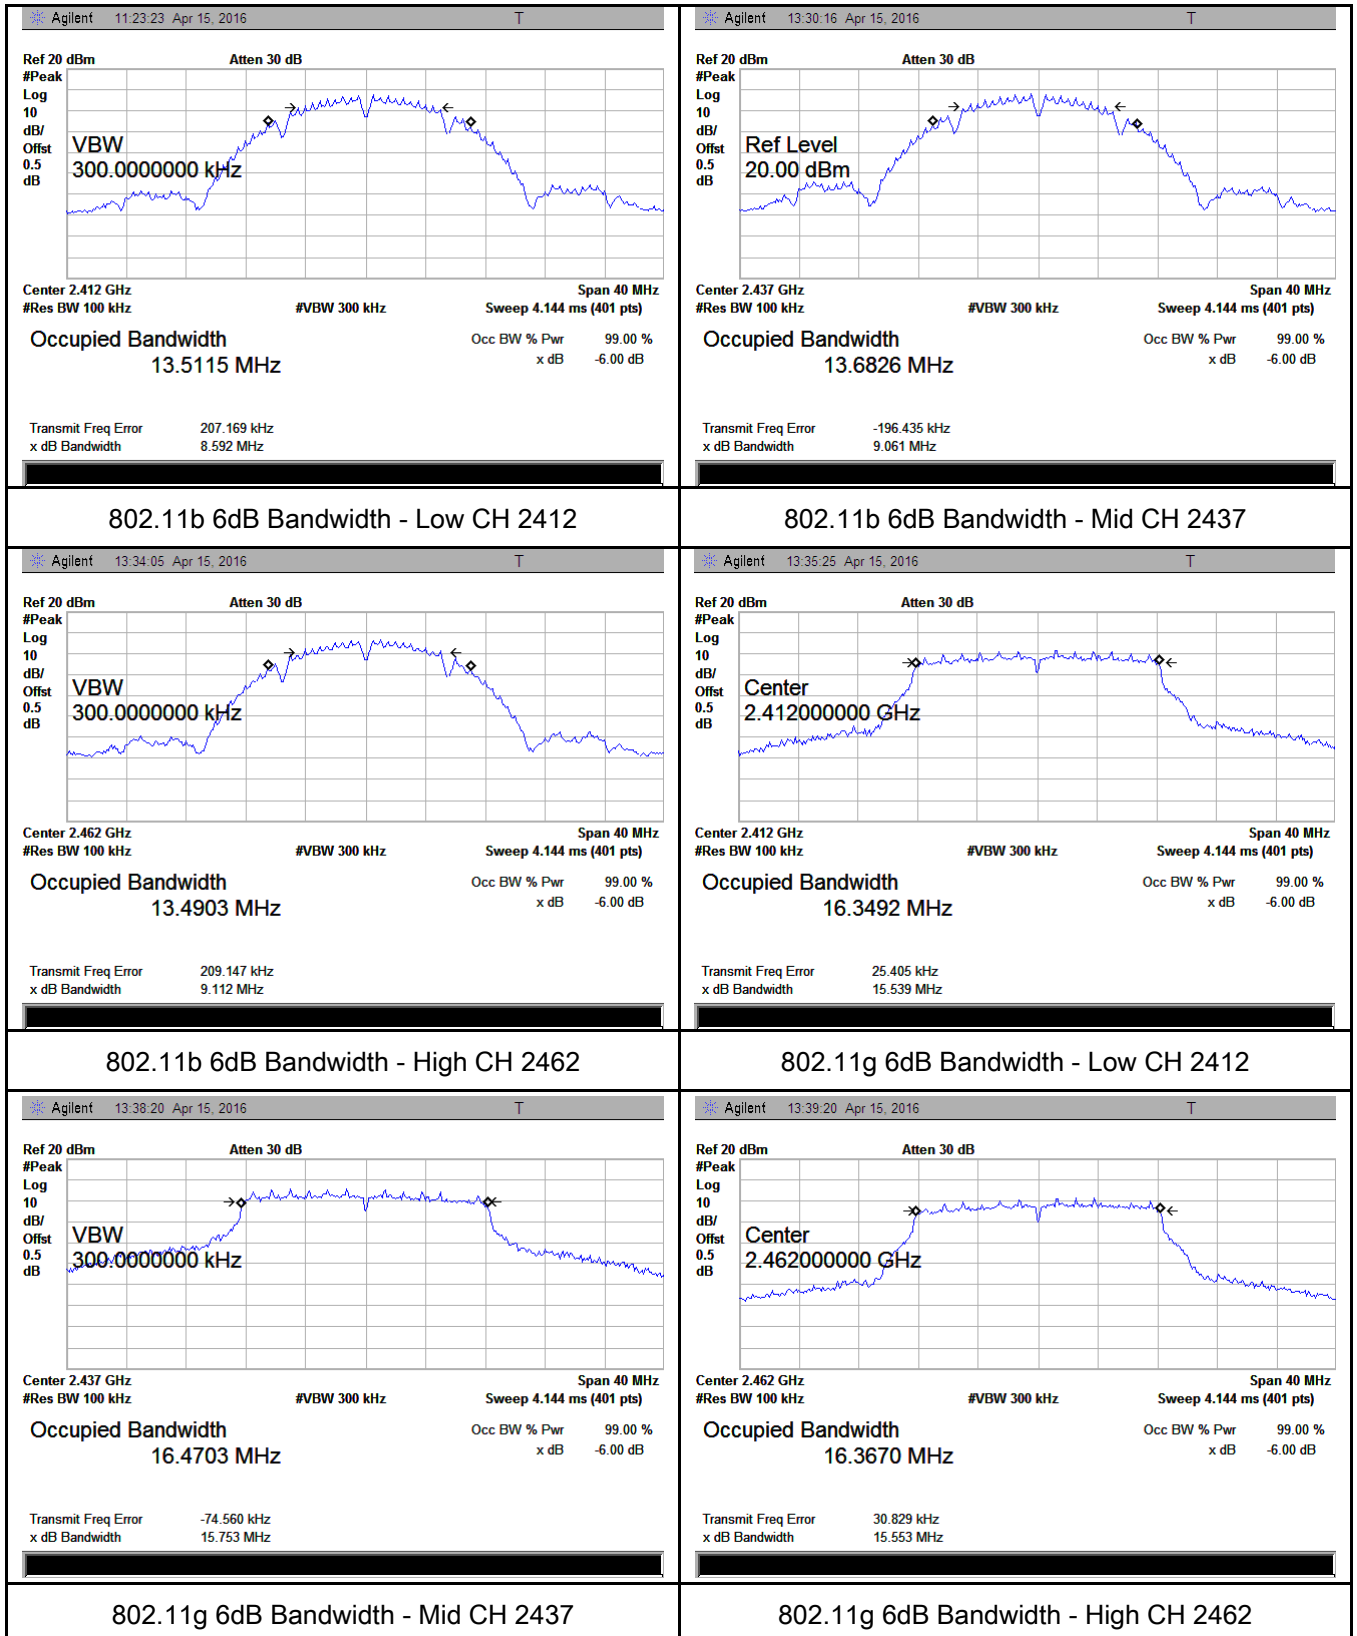 Agilent 11:23:23 Apr 15, 2016 T
Ref 20 dBm Atten 30 dB
#Peak
Log
10
dB/
Offst
0.5
dB
VBW
300.0000000 kHz
Center 2.412 GHz Span 40 MHz
#Res BW 100 kHz #VBW 300 kHz Sweep 4.144 ms (401 pts)
Occupied Bandwidth Occ BW % Pwr 99.00 %
13.5115 MHz x dB -6.00 dB
Transmit Freq Error 207.169 kHz
x dB Bandwidth 8.592 MHz
802.11b 6dB Bandwidth - Low CH 2412
Agilent 13:30:16 Apr 15, 2016 T
Ref 20 dBm Atten 30 dB
#Peak
Log
10
dB/
Offst
0.5
dB
Ref Level
20.00 dBm
Center 2.437 GHz Span 40 MHz
#Res BW 100 kHz #VBW 300 kHz Sweep 4.144 ms (401 pts)
Occupied Bandwidth Occ BW % Pwr 99.00 %
13.6826 MHz x dB -6.00 dB
Transmit Freq Error -196.435 kHz
x dB Bandwidth 9.061 MHz
802.11b 6dB Bandwidth - Mid CH 2437
Agilent 13:34:05 Apr 15, 2016 T
Ref 20 dBm Atten 30 dB
#Peak
Log
10
dB/
Offst
0.5
dB
VBW
300.0000000 kHz
Center 2.462 GHz Span 40 MHz
#Res BW 100 kHz #VBW 300 kHz Sweep 4.144 ms (401 pts)
Occupied Bandwidth Occ BW % Pwr 99.00 %
13.4903 MHz x dB -6.00 dB
Transmit Freq Error 209.147 kHz
x dB Bandwidth 9.112 MHz
802.11b 6dB Bandwidth - High CH 2462
Agilent 13:35:25 Apr 15, 2016 T
Ref 20 dBm Atten 30 dB
#Peak
Log
10
dB/
Offst
0.5
dB
Center
2.412000000 GHz
Center 2.412 GHz Span 40 MHz
#Res BW 100 kHz #VBW 300 kHz Sweep 4.144 ms (401 pts)
Occupied Bandwidth Occ BW % Pwr 99.00 %
16.3492 MHz x dB -6.00 dB
Transmit Freq Error 25.405 kHz
x dB Bandwidth 15.539 MHz
802.11g 6dB Bandwidth - Low CH 2412
Agilent 13:38:20 Apr 15, 2016 T
Ref 20 dBm Atten 30 dB
#Peak
Log
10
dB/
Offst
0.5
dB
VBW
300.0000000 kHz
Center 2.437 GHz Span 40 MHz
#Res BW 100 kHz #VBW 300 kHz Sweep 4.144 ms (401 pts)
Occupied Bandwidth Occ BW % Pwr 99.00 %
16.4703 MHz x dB -6.00 dB
Transmit Freq Error -74.560 kHz
x dB Bandwidth 15.753 MHz
802.11g 6dB Bandwidth - Mid CH 2437
Agilent 13:39:20 Apr 15, 2016 T
Ref 20 dBm Atten 30 dB
#Peak
Log
10
dB/
Offst
0.5
dB
Center
2.462000000 GHz
Center 2.462 GHz Span 40 MHz
#Res BW 100 kHz #VBW 300 kHz Sweep 4.144 ms (401 pts)
Occupied Bandwidth Occ BW % Pwr 99.00 %
16.3670 MHz x dB -6.00 dB
Transmit Freq Error 30.829 kHz
x dB Bandwidth 15.553 MHz
802.11g 6dB Bandwidth - High CH 2462